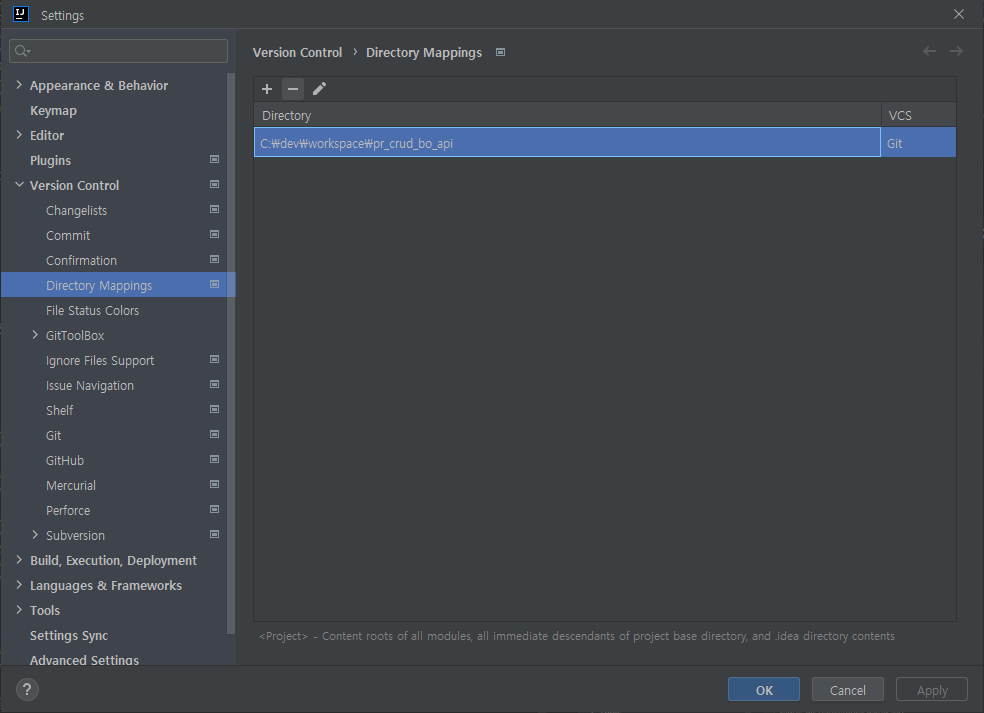 IJ
Settings
Appearance & Behavior
Keymap
Editor
Plugins
Version Control
Changelists
Commit
Confirmation
Directory Mappings
File Status Colors
GitToolBox
Ignore Files Support
Issue Navigation
Shelf
Git
GitHub
Mercurial
Perforce
Subversion
Build, Execution, Deployment
Languages & Frameworks
Tools
Settings Sync
Advanced Settings
Version Control › Directory Mappings
Directory VCS
C:₩dev₩workspace₩pr_crud_bo_api Git
<Project> - Content roots of all modules, all immediate descendants of project base directory, and .idea directory contents
? OK Cancel Apply